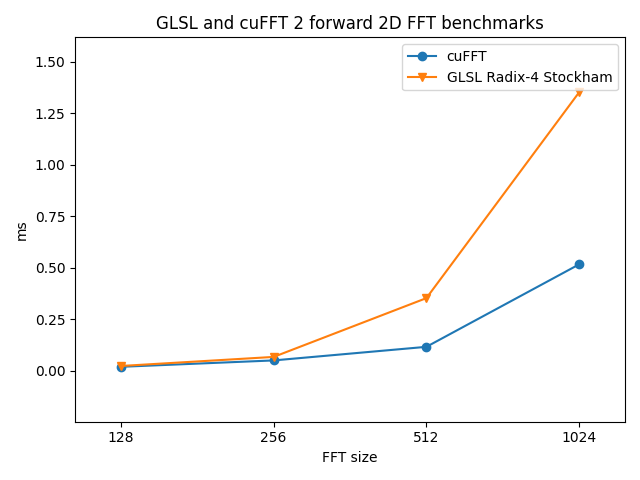 GLSL and cuFFT 2 forward 2D FFT benchmarks
cuFFT
GLSL Radix-4 Stockham
1.50
1.25
1.00
0.75
0.50
0.25
0.00
ms
128 256 512 1024
FFT size